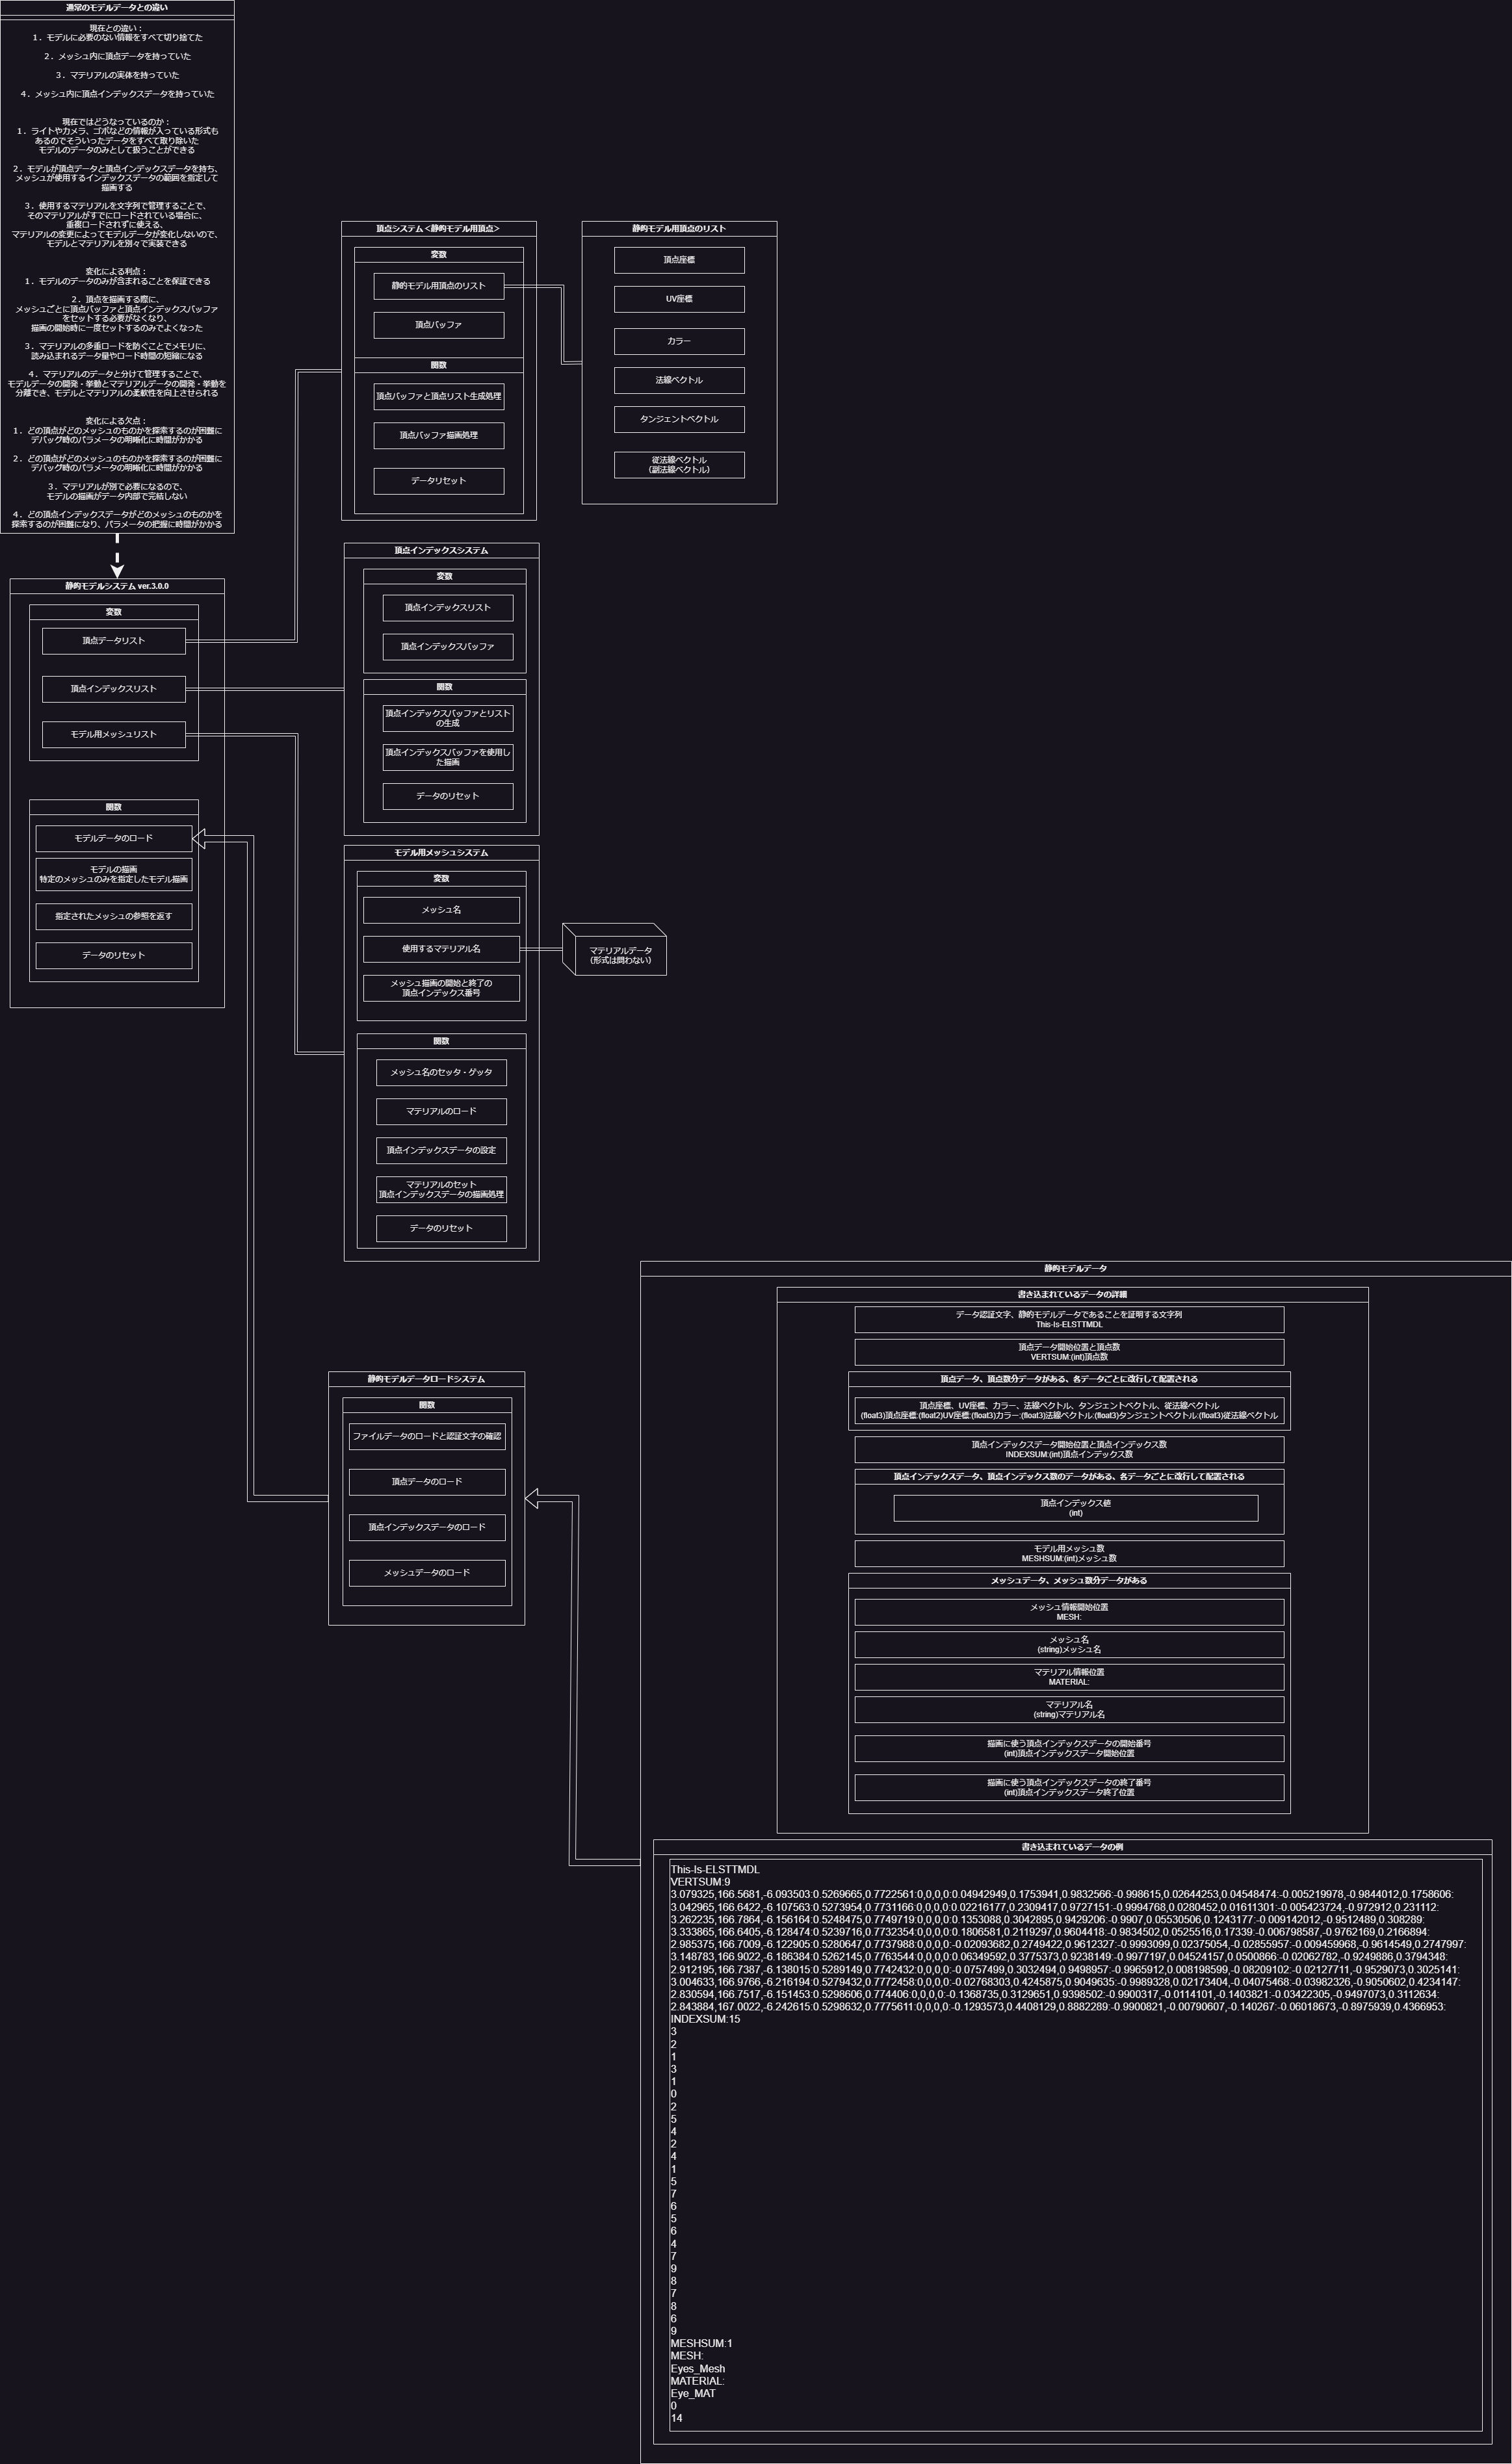 通常のモデルデータとの違い
現在との違い：
１．モデルに必要のない情報をすべて切り捨てた
２．メッシュ内に頂点データを持っていた
３．マテリアルの実体を持っていた
４．メッシュ内に頂点インデックスデータを持っていた
現在ではどうなっているのか：
１．ライトやカメラ、ゴボなどの情報が入っている形式も
あるのでそういったデータをすべて取り除いた
モデルのデータのみとして扱うことができる
２．モデルが頂点データと頂点インデックスデータを持ち、
メッシュが使用するインデックスデータの範囲を指定して
描画する
３．使用するマテリアルを文字列で管理することで、
そのマテリアルがすでにロードされている場合に、
重複ロードされずに使える、
マテリアルの変更によってモデルデータが変化しないので、
モデルとマテリアルを別々で実装できる
変化による利点：
１．モデルのデータのみが含まれることを保証できる
２．頂点を描画する際に、
メッシュごとに頂点バッファと頂点インデックスバッファ
をセットする必要がなくなり、
描画の開始時に一度セットするのみでよくなった
３．マテリアルの多重ロードを防ぐことでメモリに、
読み込まれるデータ量やロード時間の短縮になる
４．マテリアルのデータと分けて管理することで、
モデルデータの開発・挙動とマテリアルデータの開発・挙動を
分離でき、モデルとマテリアルの柔軟性を向上させられる
変化による欠点：
１．どの頂点がどのメッシュのものかを探索するのが困難に
デバッグ時のパラメータの明晰化に時間がかかる
２．どの頂点がどのメッシュのものかを探索するのが困難に
デバッグ時のパラメータの明晰化に時間がかかる
３．マテリアルが別で必要になるので、
モデルの描画がデータ内部で完結しない
４．どの頂点インデックスデータがどのメッシュのものかを
探索するのが困難になり、パラメータの把握に時間がかかる
静的モデルシステム ver.3.0.0
変数
頂点データリスト
頂点インデックスリスト
モデル用メッシュリスト
関数
モデルデータのロード
モデルの描画
特定のメッシュのみを指定したモデル描画
指定されたメッシュの参照を返す
データのリセット
頂点システム＜静的モデル用頂点＞
変数
静的モデル用頂点のリスト
頂点バッファ
関数
頂点バッファと頂点リスト生成処理
頂点バッファ描画処理
データリセット
静的モデル用頂点のリスト
頂点座標
UV座標
カラー
法線ベクトル
タンジェントベクトル
従法線ベクトル
（副法線ベクトル）
頂点インデックスシステム
変数
頂点インデックスリスト
頂点インデックスバッファ
関数
頂点インデックスバッファとリスト
の生成
頂点インデックスバッファを使用し
た描画
データのリセット
モデル用メッシュシステム
変数
メッシュ名
使用するマテリアル名
メッシュ描画の開始と終了の
頂点インデックス番号
関数
メッシュ名のセッタ・ゲッタ
マテリアルのロード
頂点インデックスデータの設定
マテリアルのセット
頂点インデックスデータの描画処理
データのリセット
マテリアルデータ
（形式は問わない）
静的モデルデータロードシステム
関数
ファイルデータのロードと認証文字の確認
頂点データのロード
頂点インデックスデータのロード
メッシュデータのロード
静的モデルデータ
書き込まれているデータの詳細
データ認証文字、静的モデルデータであることを証明する文字列
This-Is-ELSTTMDL
頂点データ開始位置と頂点数
VERTSUM:(int)頂点数
頂点データ、頂点数分データがある、各データごとに改行して配置される
頂点座標、UV座標、カラー、法線ベクトル、タンジェントベクトル、従法線ベクトル
(float3)頂点座標:(float2)UV座標:(float3)カラー:(float3)法線ベクトル:(float3)タンジェントベクトル:(float3)従法線ベクトル
頂点インデックスデータ開始位置と頂点インデックス数
INDEXSUM:(int)頂点インデックス数
頂点インデックスデータ、頂点インデックス数のデータがある、各データごとに改行して配置される
頂点インデックス値
(int)
モデル用メッシュ数
MESHSUM:(int)メッシュ数
メッシュデータ、メッシュ数分データがある
メッシュ情報開始位置
MESH:
メッシュ名
(string)メッシュ名
マテリアル情報位置
MATERIAL:
マテリアル名
(string)マテリアル名
描画に使う頂点インデックスデータの開始番号
(int)頂点インデックスデータ開始位置
描画に使う頂点インデックスデータの終了番号
(int)頂点インデックスデータ終了位置
書き込まれているデータの例
This-Is-ELSTTMDL
VERTSUM:9
3.079325,166.5681,-6.093503:0.5269665,0.7722561:0,0,0,0:0.04942949,0.1753941,0.9832566:-0.998615,0.02644253,0.04548474:-0.005219978,-0.9844012,0.1758606:
3.042965,166.6422,-6.107563:0.5273954,0.7731166:0,0,0,0:0.02216177,0.2309417,0.9727151:-0.9994768,0.0280452,0.01611301:-0.005423724,-0.972912,0.231112:
3.262235,166.7864,-6.156164:0.5248475,0.7749719:0,0,0,0:0.1353088,0.3042895,0.9429206:-0.9907,0.05530506,0.1243177:-0.009142012,-0.9512489,0.308289:
3.333865,166.6405,-6.128474:0.5239716,0.7732354:0,0,0,0:0.1806581,0.2119297,0.9604418:-0.9834502,0.0525516,0.17339:-0.006798587,-0.9762169,0.2166894:
2.985375,166.7009,-6.122905:0.5280647,0.7737988:0,0,0,0:-0.02093682,0.2749422,0.9612327:-0.9993099,0.02375054,-0.02855957:-0.009459968,-0.9614549,0.2747997:
3.148783,166.9022,-6.186384:0.5262145,0.7763544:0,0,0,0:0.06349592,0.3775373,0.9238149:-0.9977197,0.04524157,0.0500866:-0.02062782,-0.9249886,0.3794348:
2.912195,166.7387,-6.138015:0.5289149,0.7742432:0,0,0,0:-0.0757499,0.3032494,0.9498957:-0.9965912,0.008198599,-0.08209102:-0.02127711,-0.9529073,0.3025141:
3.004633,166.9766,-6.216194:0.5279432,0.7772458:0,0,0,0:-0.02768303,0.4245875,0.9049635:-0.9989328,0.02173404,-0.04075468:-0.03982326,-0.9050602,0.4234147:
2.830594,166.7517,-6.151453:0.5298606,0.774406:0,0,0,0:-0.1368735,0.3129651,0.9398502:-0.9900317,-0.0114101,-0.1403821:-0.03422305,-0.9497073,0.3112634:
2.843884,167.0022,-6.242615:0.5298632,0.7775611:0,0,0,0:-0.1293573,0.4408129,0.8882289:-0.9900821,-0.00790607,-0.140267:-0.06018673,-0.8975939,0.4366953:
INDEXSUM:15
3
2
1
3
1
0
2
5
4
2
4
1
5
7
6
5
6
4
7
9
8
7
8
6
9
MESHSUM:1
MESH:
Eyes_Mesh
MATERIAL:
Eye_MAT
0
14